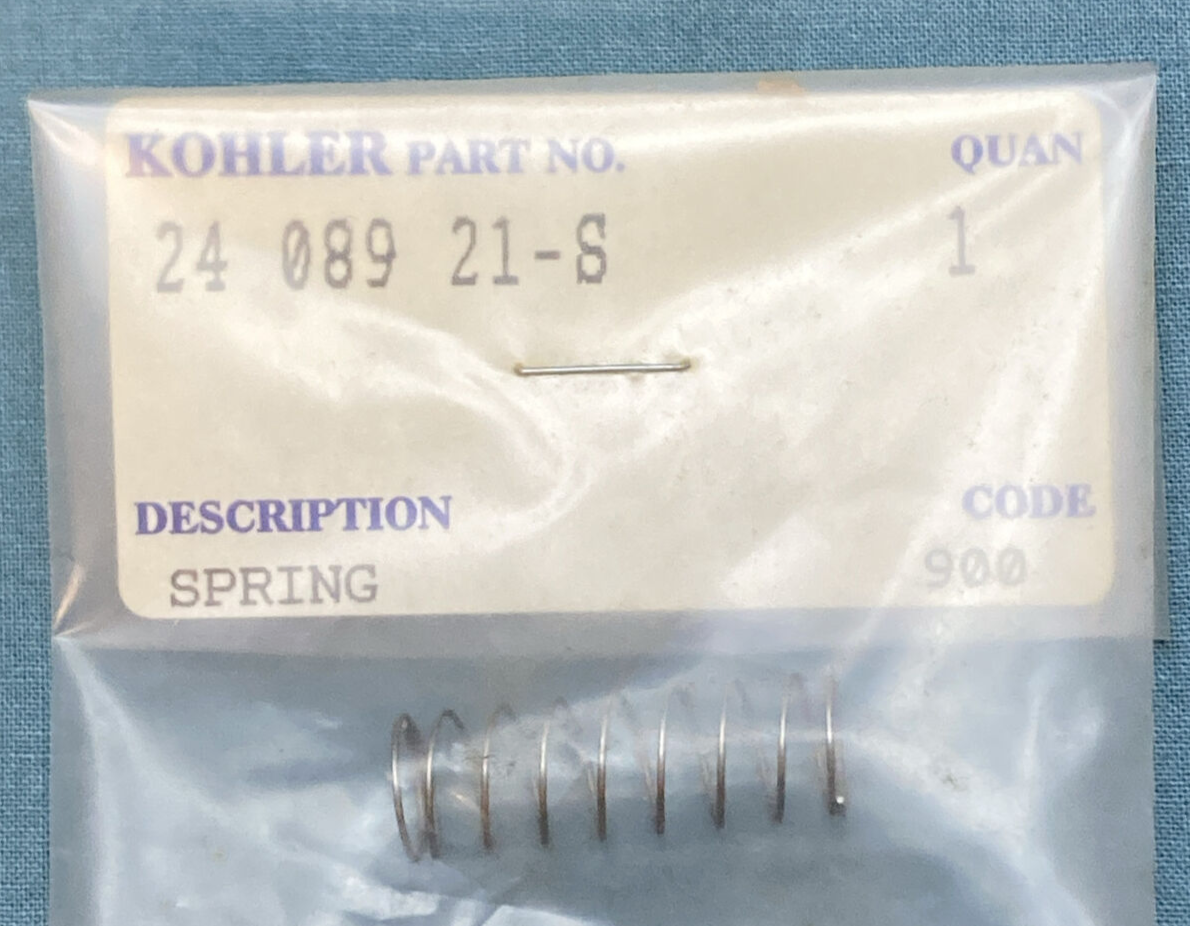 KOHLER PART NO. QUAN
24 089 21-S 1
DESCRIPTION CODE
SPRING 900